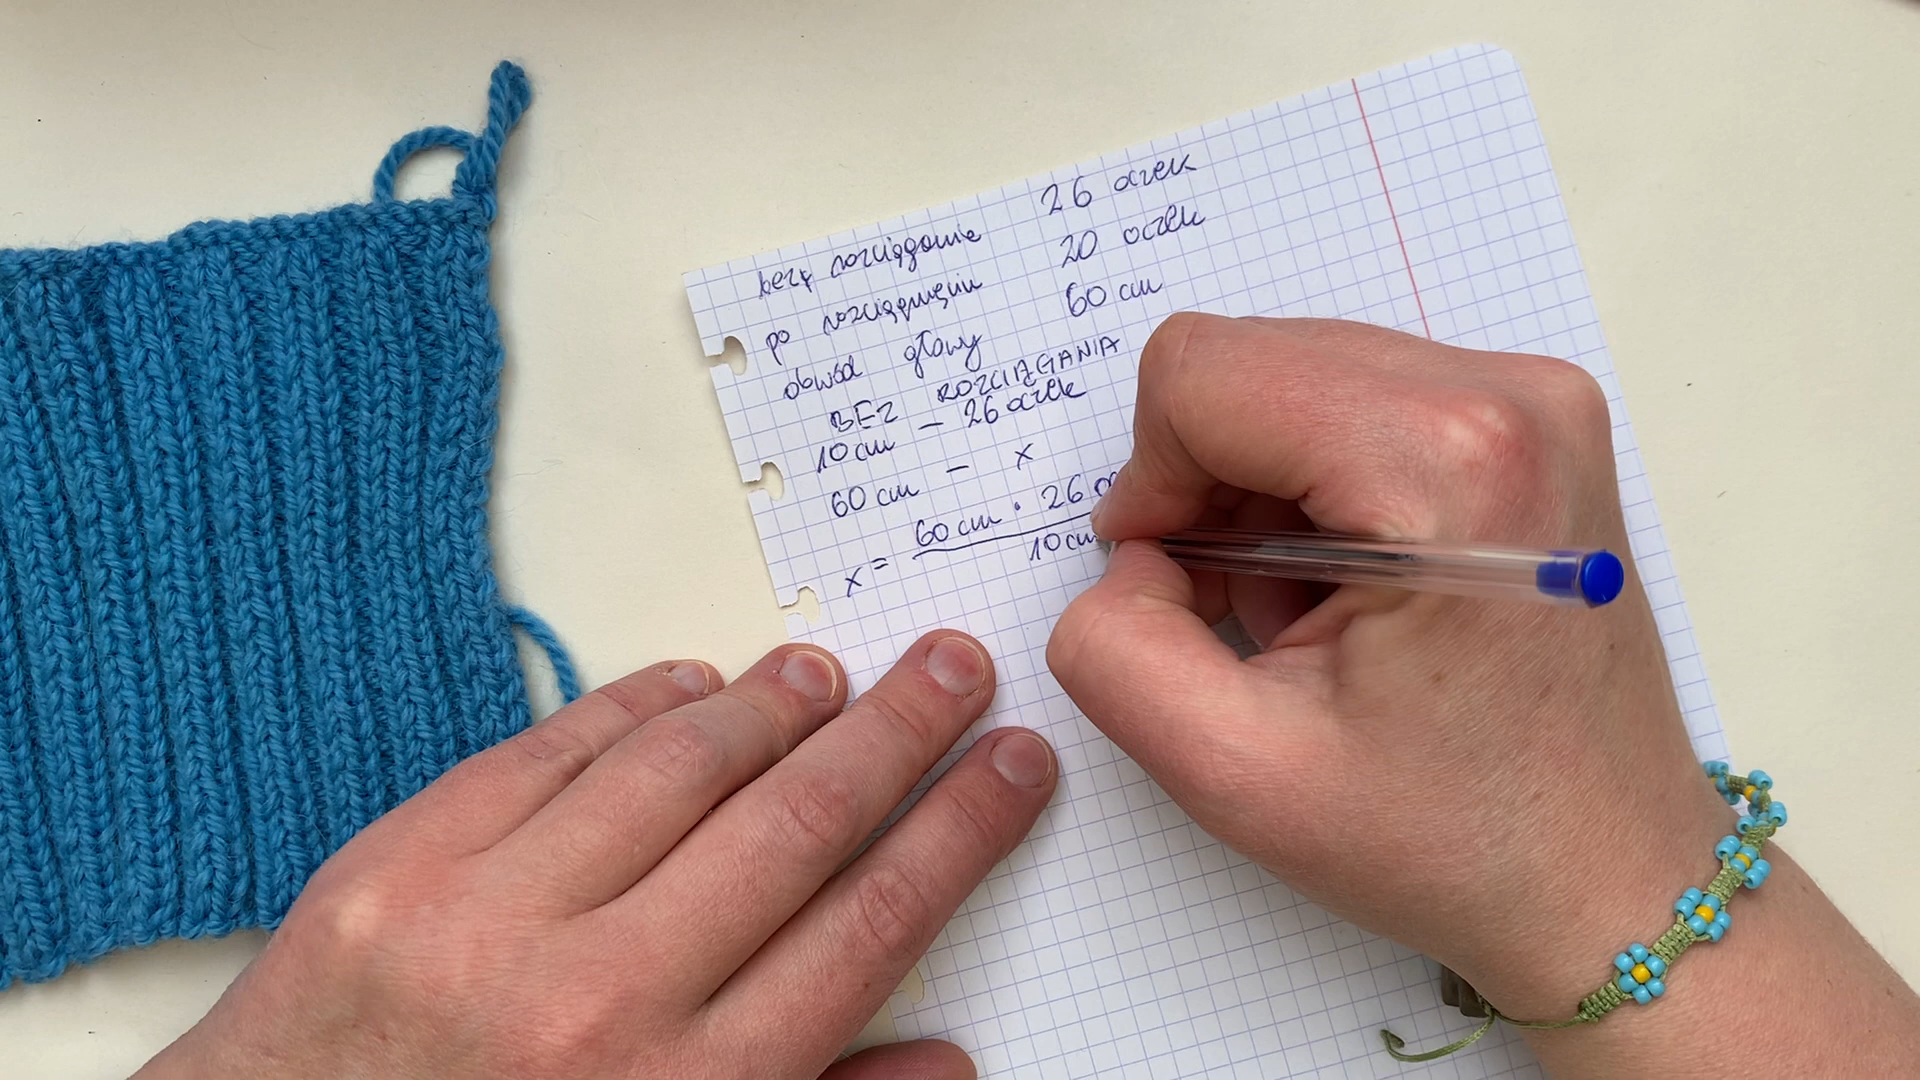 bezy rozciągania 26 oczek
po rozciągnięciu 20 oczek
obwód głowy 60 cm
BEZ ROZCIĄGANIA
10 cm – 26 oczek
60 cm – x
x = 60 cm · 26 o
10 cm